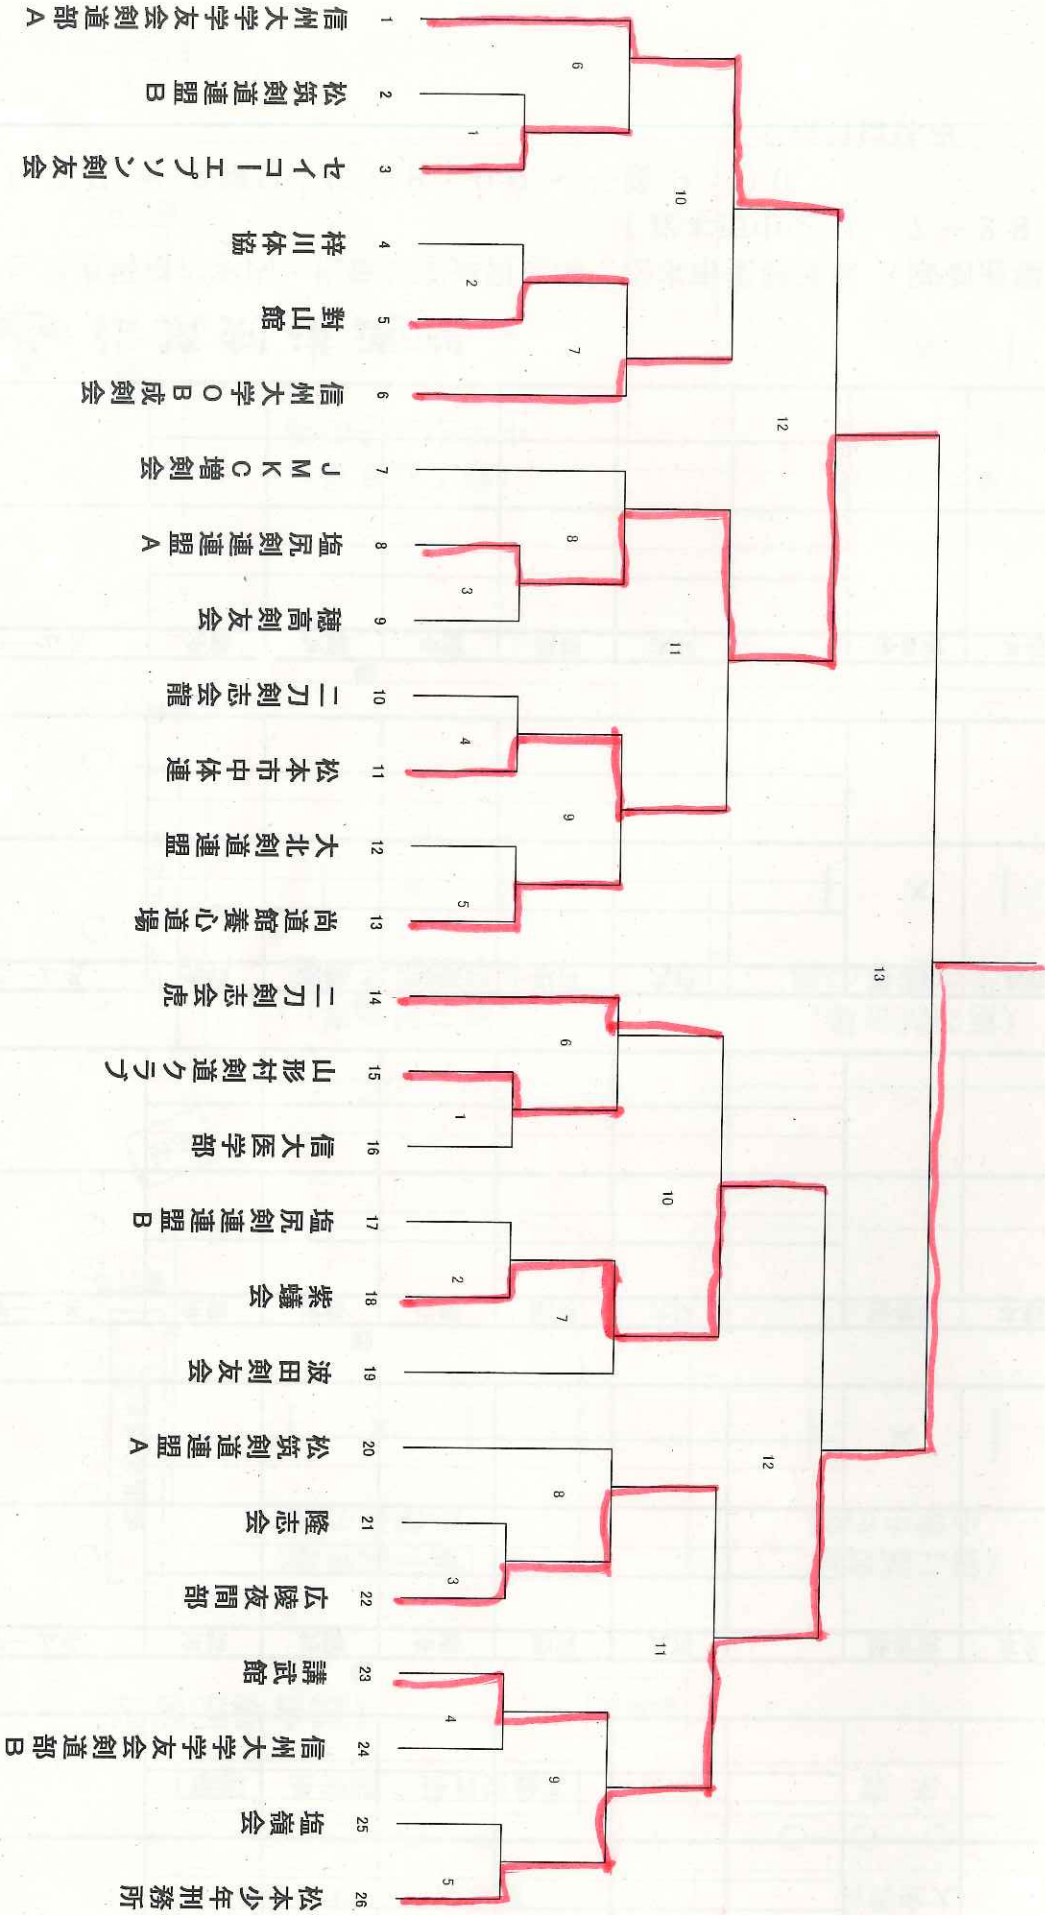 1 信州大学学友会剣道部A
2 松筑剣道連盟B
3 セイコーエプソン剣友会
4 梓川体協
5 對山館
6 信州大学OB成剣会
7 JMKC増剣会
8 塩尻剣連連盟A
9 穂高剣友会
10 二刀剣志会龍
11 松本市中体連
12 大北剣道連盟
13 尚道館養心道場
14 二刀剣志会虎
15 山形村剣道クラブ
16 信大医学部
17 塩尻剣連連盟B
18 紫蟻会
19 波田剣友会
20 松筑剣道連盟A
21 隆志会
22 広陵夜間部
23 講武館
24 信州大学学友会剣道部B
25 塩嶺会
26 松本少年刑務所
1
2
3
4
5
1
2
3
4
5
6
7
8
9
6
7
8
9
10
11
10
11
12
12
13